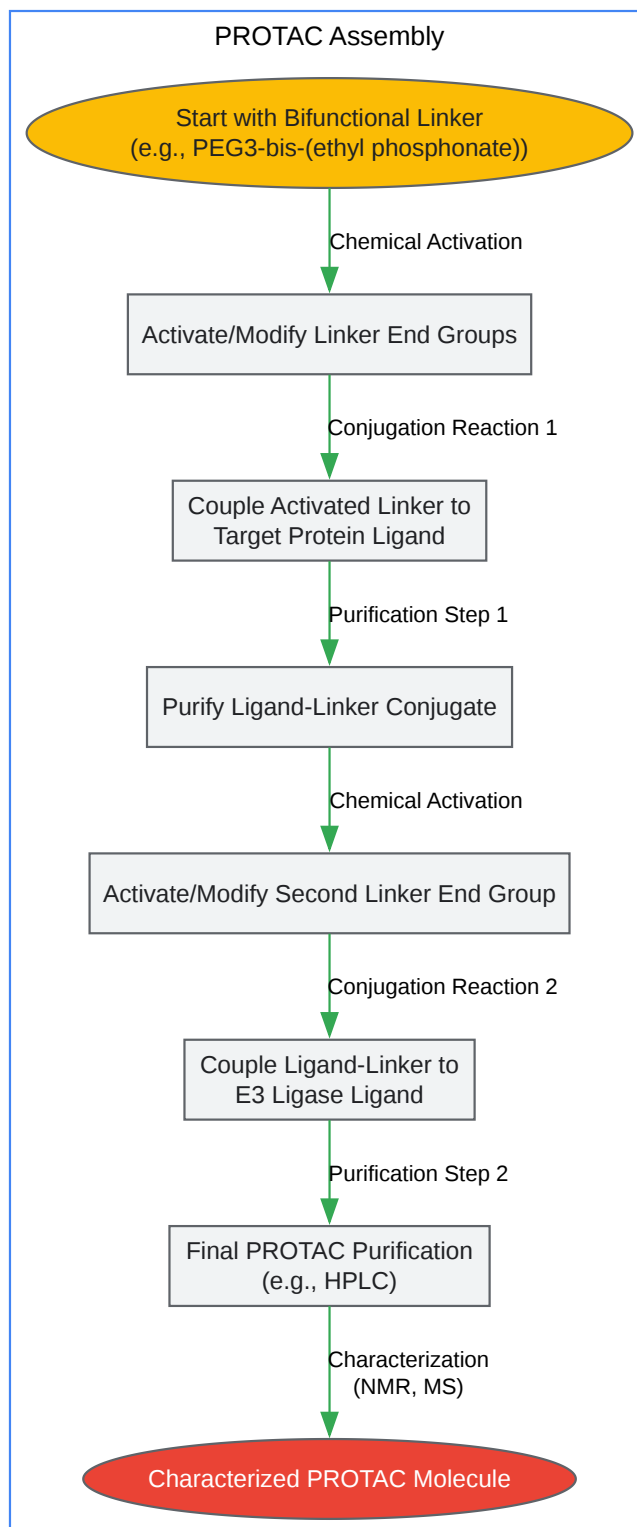 PROTAC Assembly
Start with Bifunctional Linker
(e.g., PEG3-bis-(ethyl phosphonate))
Chemical Activation
Activate/Modify Linker End Groups
Conjugation Reaction 1
Couple Activated Linker to
Target Protein Ligand
Purification Step 1
Purify Ligand-Linker Conjugate
Chemical Activation
Activate/Modify Second Linker End Group
Conjugation Reaction 2
Couple Ligand-Linker to
E3 Ligase Ligand
Purification Step 2
Final PROTAC Purification
(e.g., HPLC)
Characterization
(NMR, MS)
Characterized PROTAC Molecule